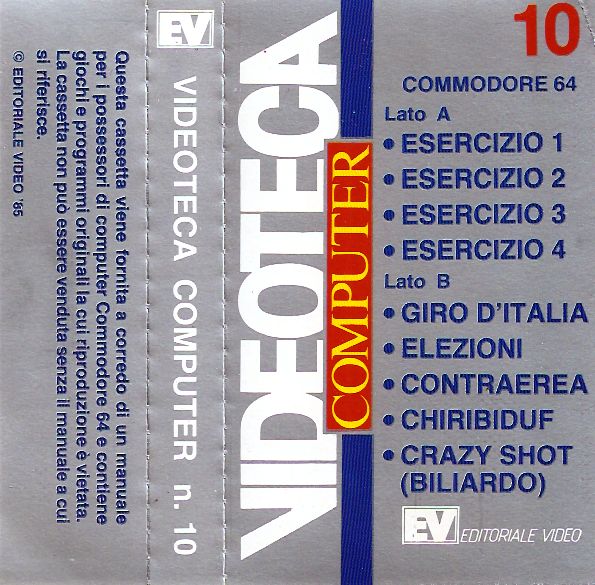 Questa cassetta viene fornita a corredo di un manuale
per i possessori di computer Commodore 64 e contiene
giochi e programmi originali la cui riproduzione è vietata.
La cassetta non può essere venduta senza il manuale a cui
si riferisce.
© EDITORIALE VIDEO '85
EV
VIDEOTECA COMPUTER n. 10
VIDEOTECA
COMPUTER
10
COMMODORE 64
Lato A
• ESERCIZIO 1
• ESERCIZIO 2
• ESERCIZIO 3
• ESERCIZIO 4
Lato B
• GIRO D'ITALIA
• ELEZIONI
• CONTRAEREA
• CHIRIBIDUF
• CRAZY SHOT
(BILIARDO)
EV EDITORIALE VIDEO